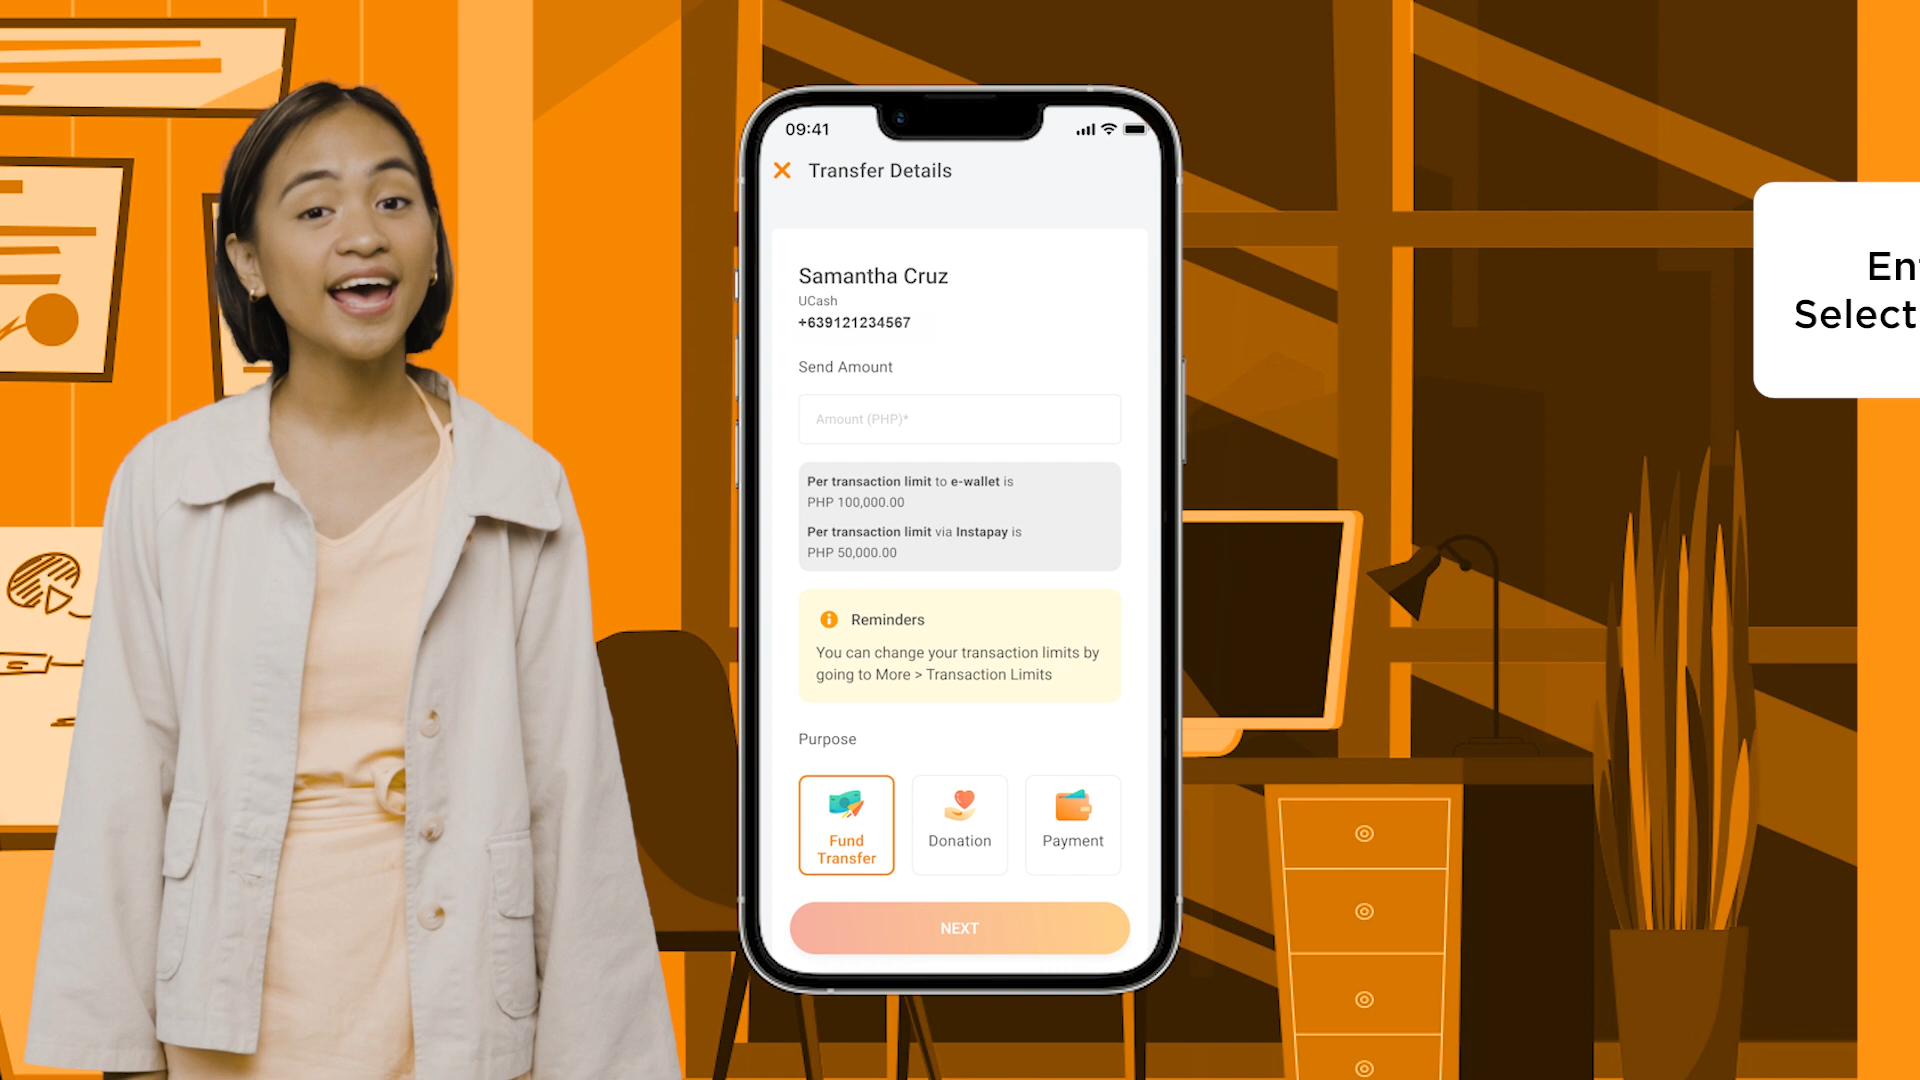 09:41
Transfer Details
Samantha Cruz
UCash
+639121234567
Send Amount
Amount (PHP)*
Per transaction limit to e-wallet is
PHP 100,000.00
Per transaction limit via Instapay is
PHP 50,000.00
Reminders
You can change your transaction limits by
going to More > Transaction Limits
Purpose
Fund
Transfer
Donation
Payment
NEXT
Select